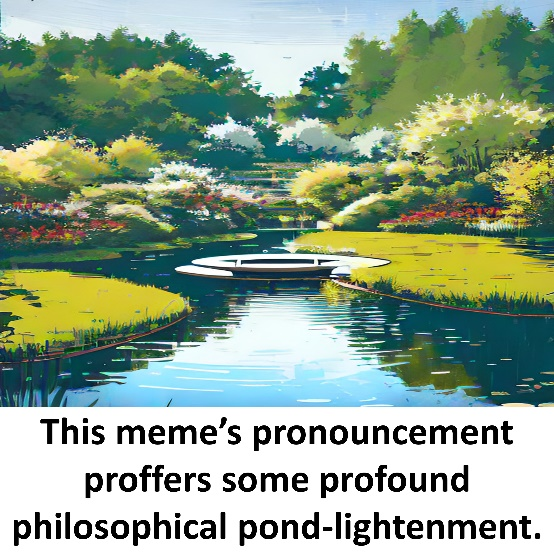 This meme’s pronouncement
proffers some profound
philosophical pond-lightenment.